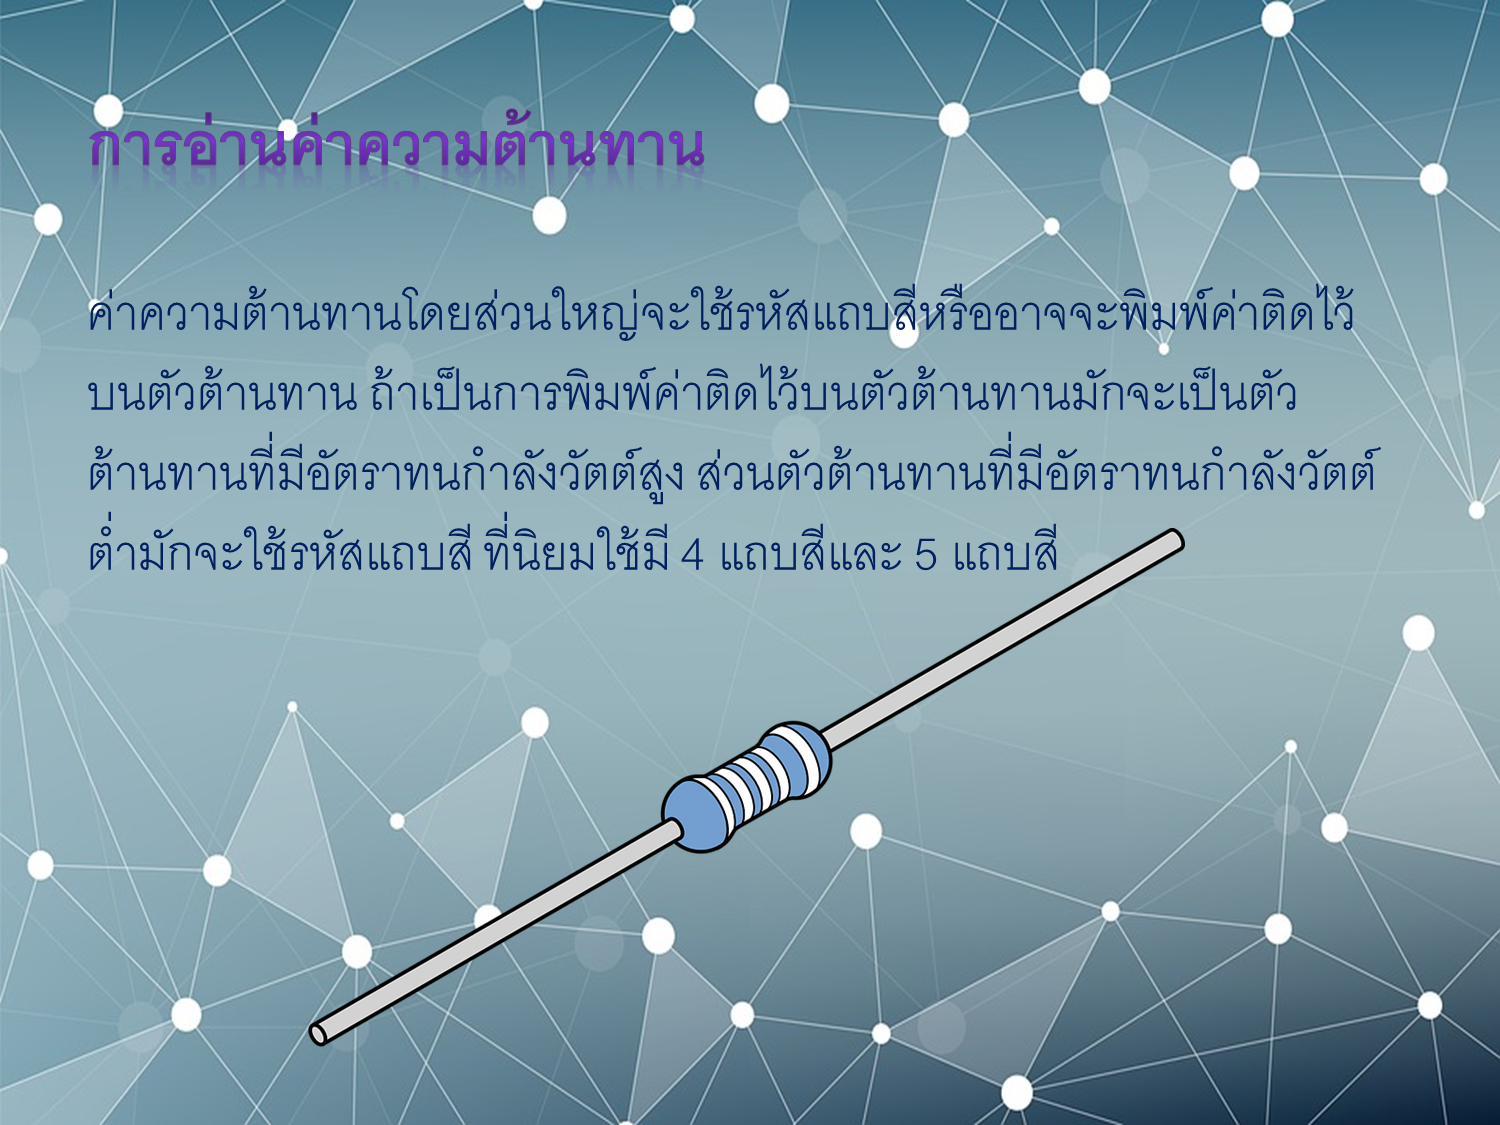 การอ่านค่าความต้านทาน
ค่าความต้านทานโดยส่วนใหญ่จะใช้รหัสแถบสีหรืออาจจะพิมพ์ค่าติดไว้
บนตัวต้านทาน ถ้าเป็นการพิมพ์ค่าติดไว้บนตัวต้านทานมักจะเป็นตัว
ต้านทานที่มีอัตราทนกำลังวัตต์สูง ส่วนตัวต้านทานที่มีอัตราทนกำลังวัตต์
ต่ำมักจะใช้รหัสแถบสี ที่นิยมใช้มี 4 แถบสีและ 5 แถบสี